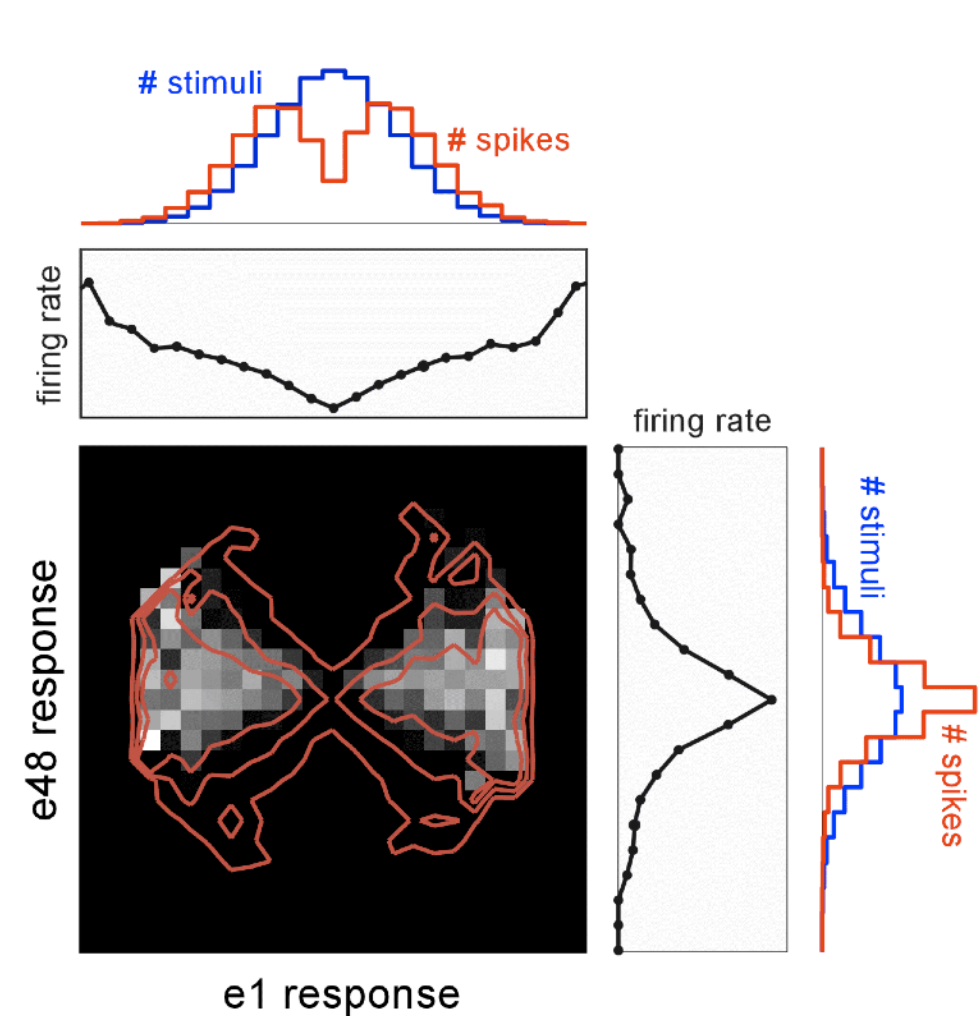 # stimuli
# spikes
firing rate
firing rate
# stimuli
# spikes
e48 response
e1 response